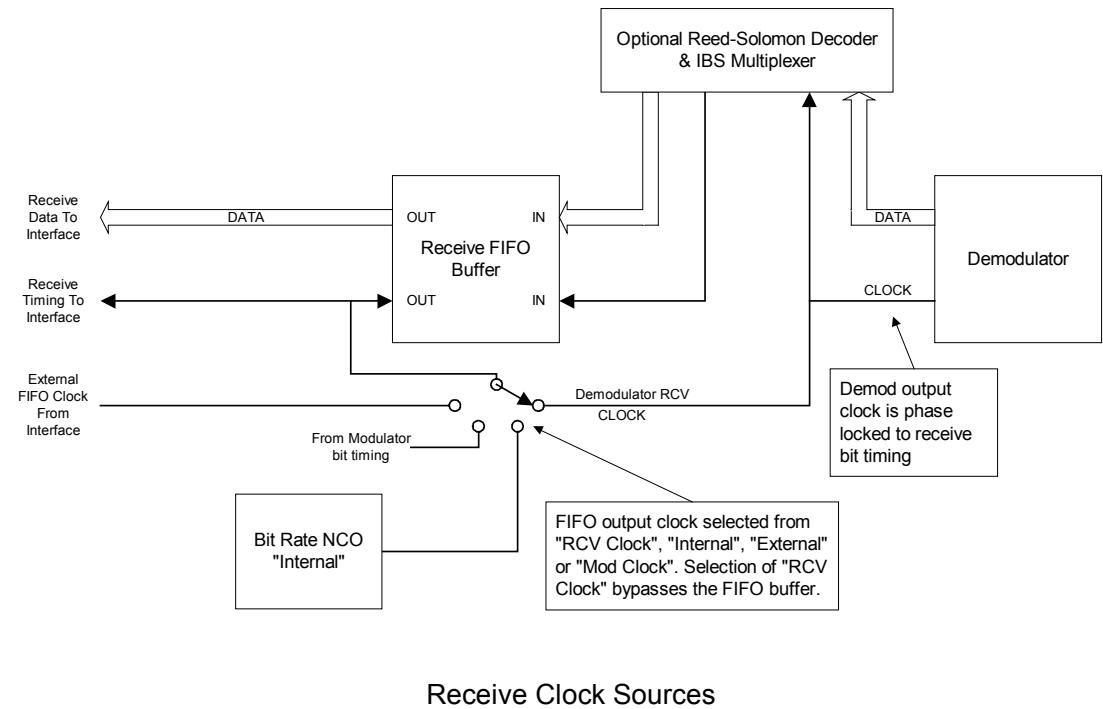 Optional Reed-Solomon Decoder
& IBS Multiplexer
Receive
Data To
Interface
DATA
OUT
IN
Receive FIFO
Buffer
DATA
Demodulator
Receive
Timing To
Interface
OUT
IN
CLOCK
External
FIFO Clock
From
Interface
Demodulator RCV
CLOCK
From Modulator
bit timing
Demod output
clock is phase
locked to receive
bit timing
Bit Rate NCO
"Internal"
FIFO output clock selected from
"RCV Clock", "Internal", "External"
or "Mod Clock". Selection of "RCV
Clock" bypasses the FIFO buffer.
Receive Clock Sources